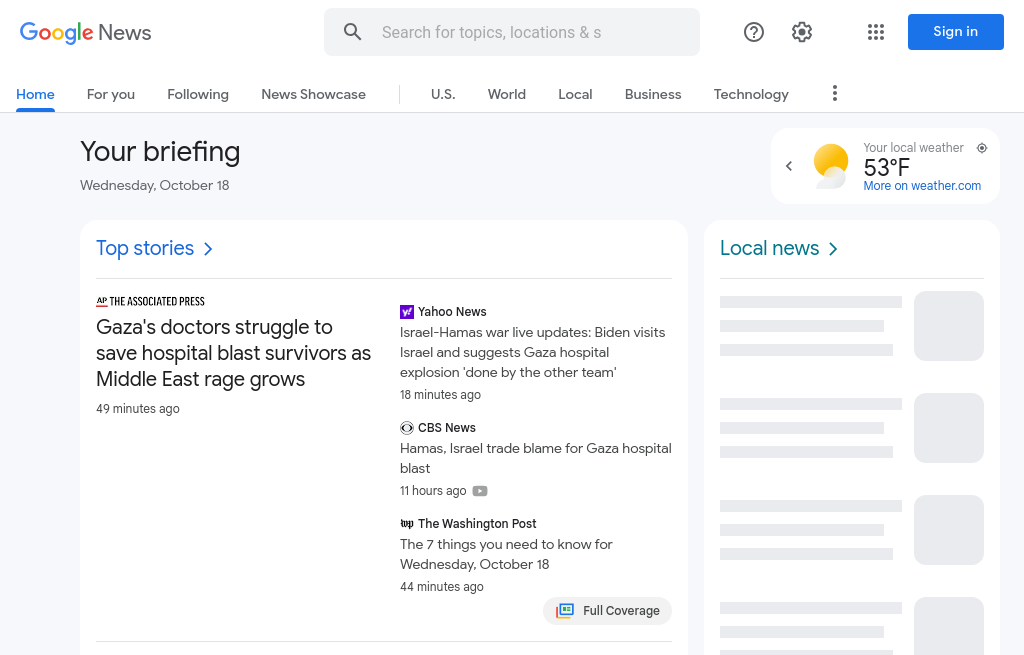 Google News
Search for topics, locations & s
Sign in
Home
For you
Following
News Showcase
U.S.
World
Local
Business
Technology
Your briefing
Wednesday, October 18
Your local weather
53°F
More on weather.com
Top stories
AP THE ASSOCIATED PRESS
Gaza's doctors struggle to
save hospital blast survivors as
Middle East rage grows
49 minutes ago
Yahoo News
Israel-Hamas war live updates: Biden visits
Israel and suggests Gaza hospital
explosion 'done by the other team'
18 minutes ago
CBS News
Hamas, Israel trade blame for Gaza hospital
blast
11 hours ago
wp The Washington Post
The 7 things you need to know for
Wednesday, October 18
44 minutes ago
Full Coverage
Local news